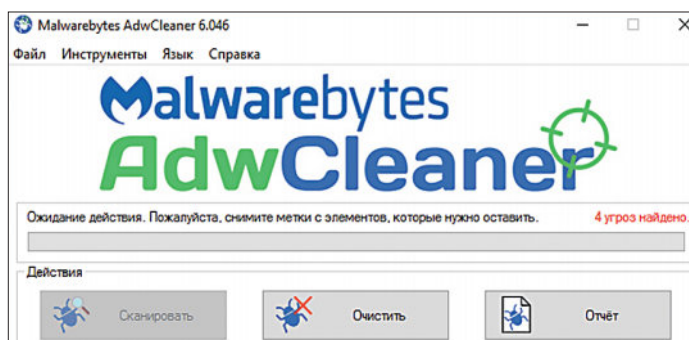 Malwarebytes AdwCleaner 6.046
Файл Инструменты Язык Справка
Malwarebytes
AdwCleaner
Ожидание действия. Пожалуйста, снимите метки с элементов, которые нужно оставить. 4 угроз найдено.
Действия
Сканировать Очистить Отчёт